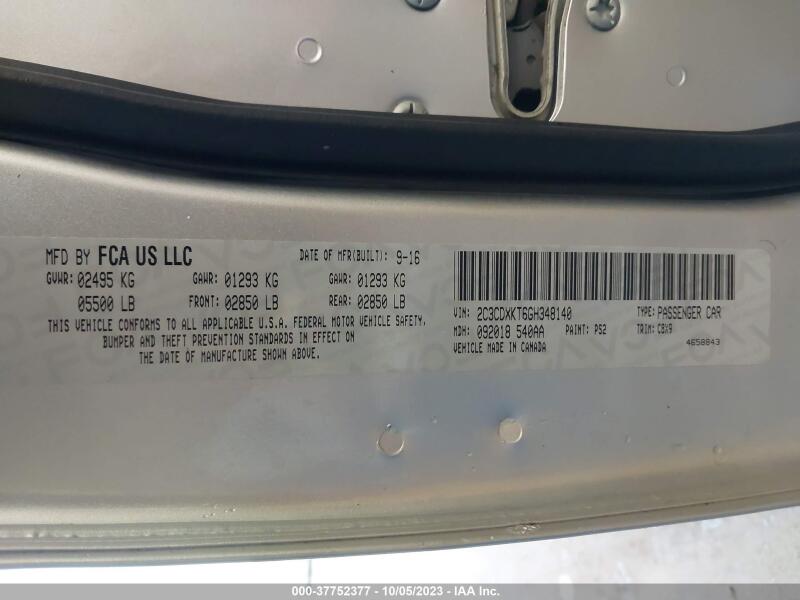 MFD BY FCA US LLC DATE OF MFR(BUILT): 9-16
GVWR: 02495 KG GAWR: 01293 KG GAWR: 01293 KG
05500 LB FRONT: 02850 LB REAR: 02850 LB
THIS VEHICLE CONFORMS TO ALL APPLICABLE U.S.A. FEDERAL MOTOR VEHICLE SAFETY,
BUMPER AND THEFT PREVENTION STANDARDS IN EFFECT ON
THE DATE OF MANUFACTURE SHOWN ABOVE.
VIN: 2C3CDXKT6GH348140 TYPE: PASSENGER CAR
MDH: 092018 540AA PAINT: PS2 TRIM: C8X9
VEHICLE MADE IN CANADA 4658843
000-37752377 - 10/05/2023 - IAA Inc.